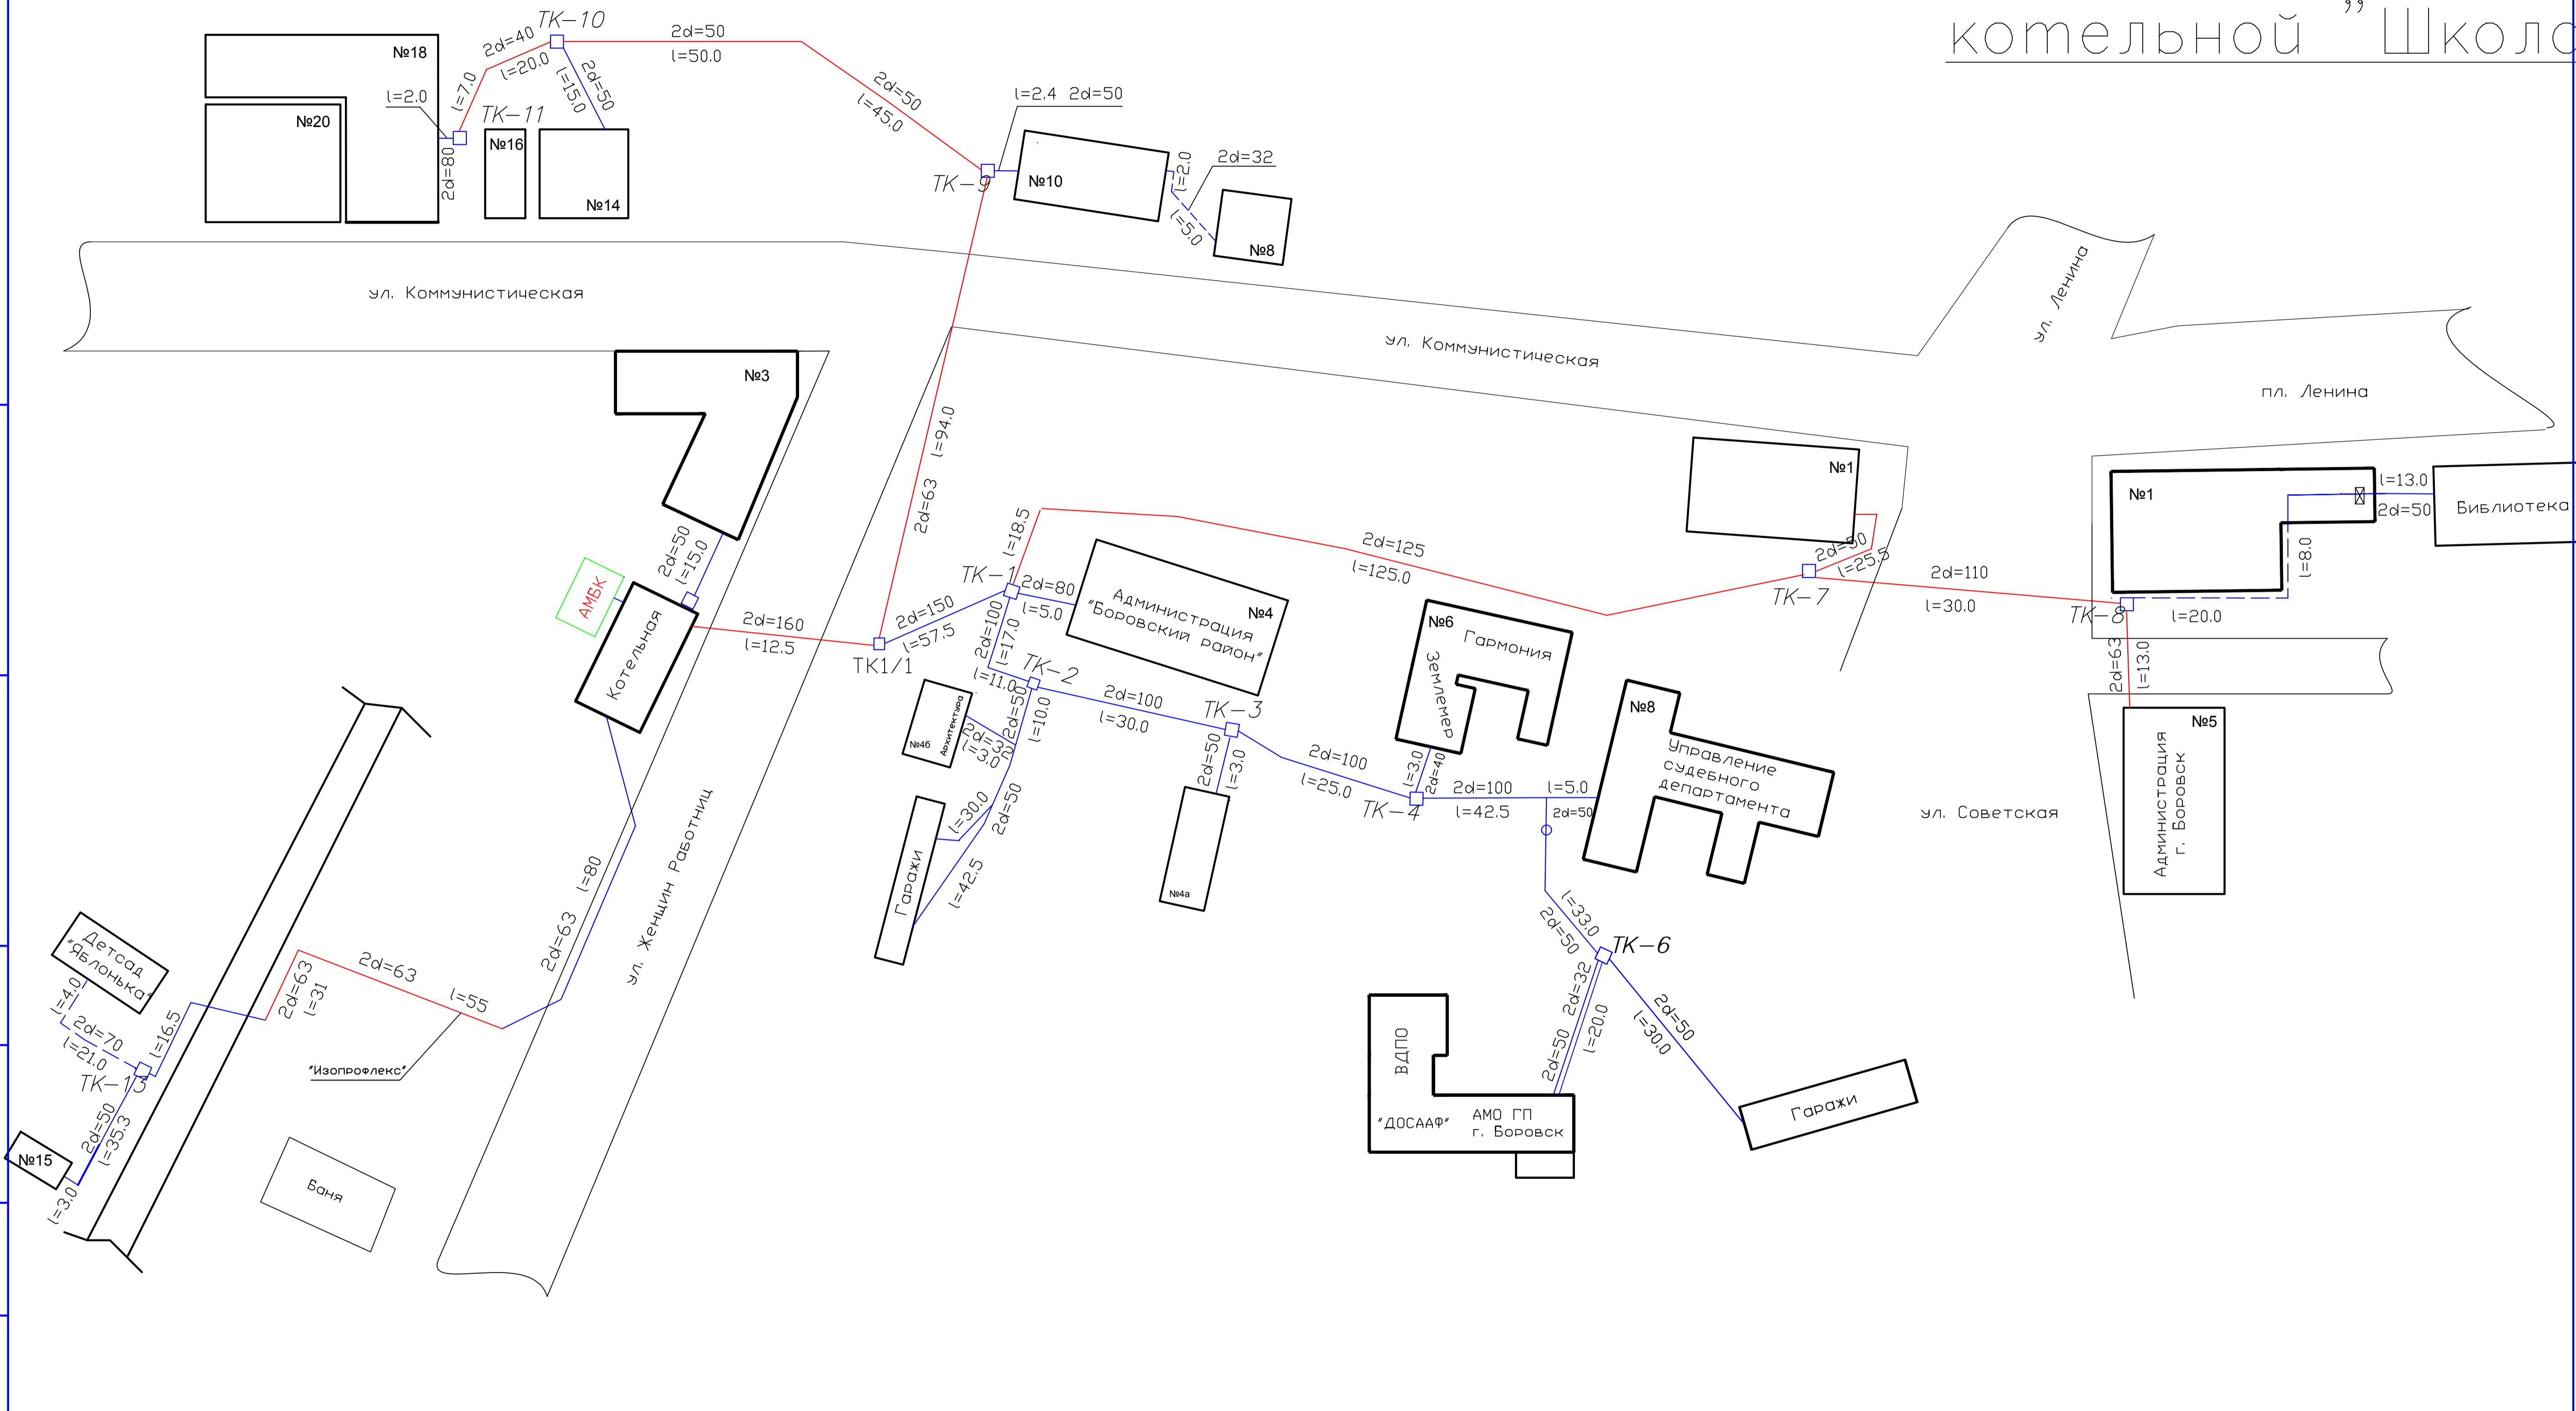 котельной "Школа
№18
№20
l=2.0
2d=80
l=7.0
2d=40
l=20.0
ТК-10
ТК-11
№16
№14
2d=50
l=15.0
2d=50
l=50.0
2d=50
l=45.0
l=2.4 2d=50
ТК-9
№10
l=2.0
2d=32
l=5.0
№8
ул. Коммунистическая
ул. Коммунистическая
ул. Ленина
пл. Ленина
№3
2d=50
l=15.0
АМБК
Котельная
2d=160
l=12.5
ТК1/1
2d=63
l=94.0
2d=150
l=57.5
ТК-1
l=18.5
2d=80
l=5.0
Администрация
"Боровский район"
№4
2d=125
l=125.0
№1
2d=50
l=25.5
ТК-7
2d=110
l=30.0
ТК-8
№1
l=20.0
l=8.0
l=13.0
2d=50
Библиотека
2d=63
l=13.0
№5
Администрация
г. Боровск
ул. Советская
2d=100
l=17.0
l=11.0
ТК-2
2d=50
l=10.0
№4б
Архитектура
2d=32
l=3.0
2d=100
l=30.0
ТК-3
2d=50
l=3.0
№4а
l=30.0
2d=50
l=42.5
Гаражи
2d=100
l=25.0
ТК-4
l=3.0
2d=40
№6
Гармония
Землемер
2d=100
l=42.5
l=5.0
2d=50
№8
Управление
судебного
департамента
l=33.0
2d=50
ТК-6
2d=50
2d=32
l=20.0
2d=50
l=30.0
Гаражи
ВДПО
"ДОСААФ"
АМО ГП
г. Боровск
ул. Женщин Работниц
2d=63
l=80
2d=63
l=55
2d=63
l=31
"Изопрофлекс"
Детсад
"Яблонька"
l=4.0
2d=70
l=21.0
l=16.5
ТК-13
2d=50
l=35.3
№15
l=3.0
Баня